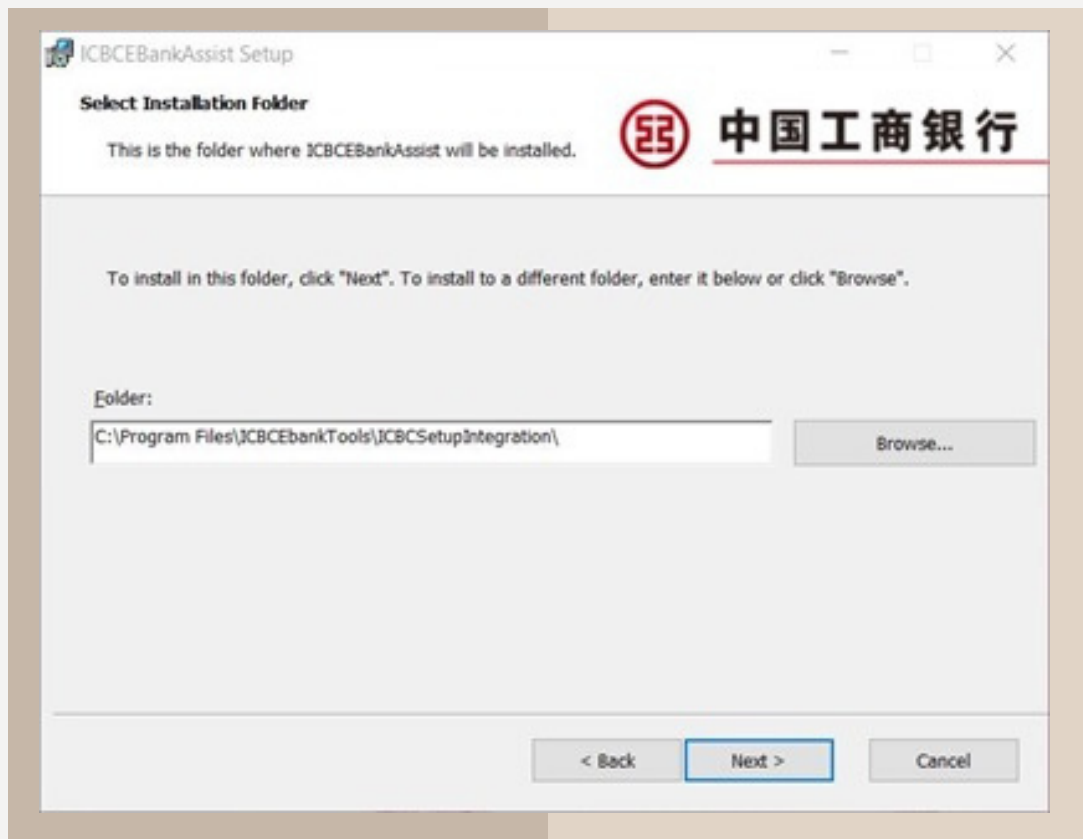 ICBCEBankAssist Setup
Select Installation Folder
This is the folder where ICBCEBankAssist will be installed.
中国工商银行
To install in this folder, click "Next". To install to a different folder, enter it below or click "Browse".
Folder:
C:\Program Files\ICBCEbankTools\ICBCSetupIntegration\
Browse...
< Back
Next >
Cancel